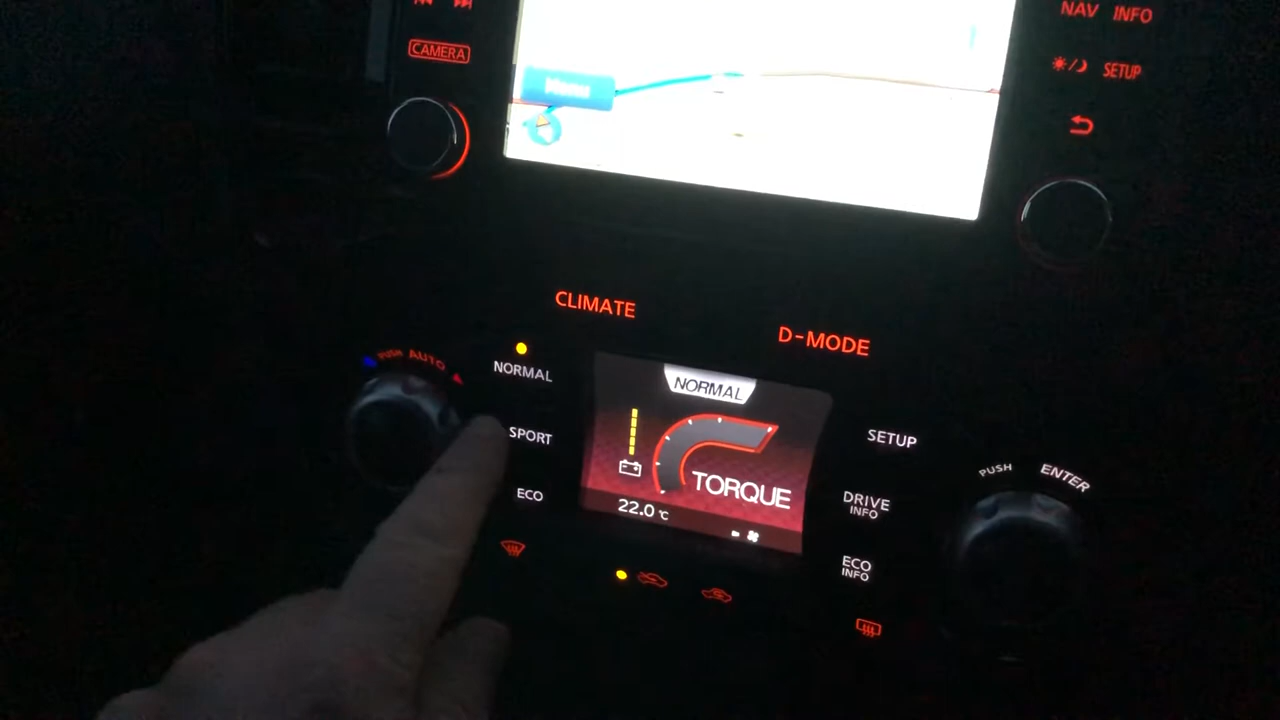 NAV INFO
CAMERA
SETUP
CLIMATE
D-MODE
PUSH AUTO
NORMAL
NORMAL
SPORT
SETUP
PUSH ENTER
TORQUE
ECO
DRIVE
INFO
22.0 °C
ECO
INFO